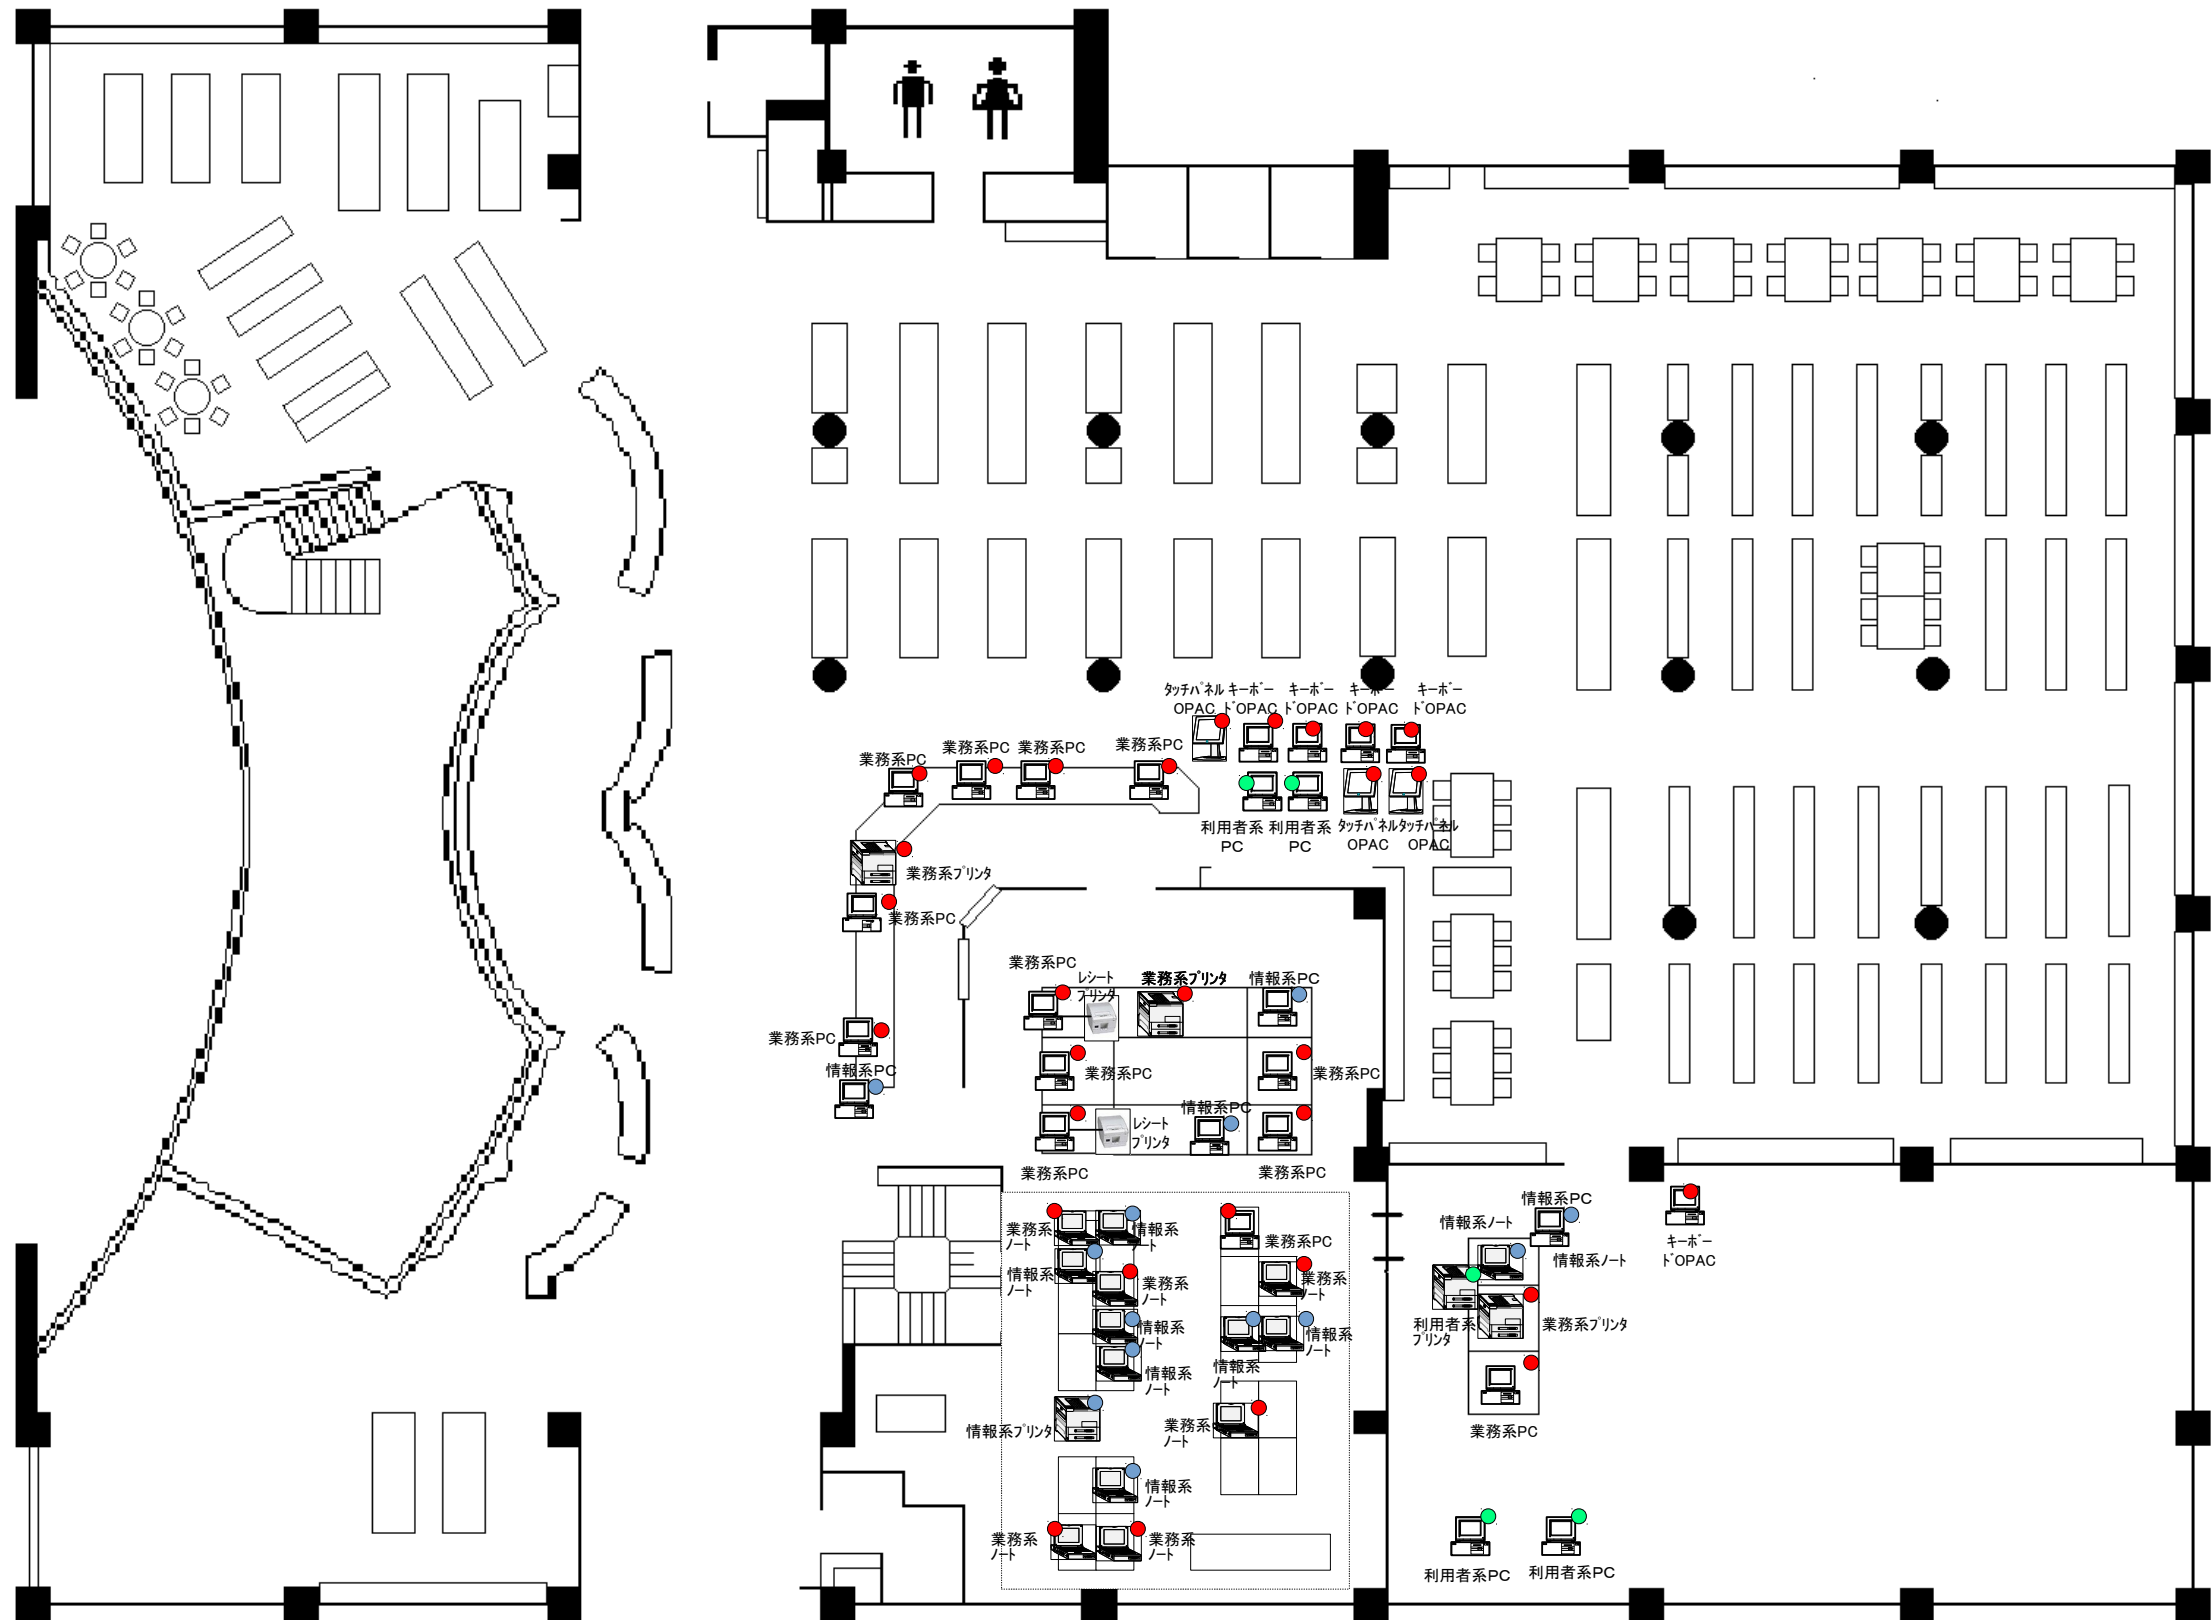 ﾀｯﾁﾊﾟﾈﾙ
OPAC
ｷｰﾎﾞｰ
ﾄﾞOPAC
ｷｰﾎﾞｰ
ﾄﾞOPAC
ｷｰﾎﾞｰ
ﾄﾞOPAC
ｷｰﾎﾞｰ
ﾄﾞOPAC
業務系PC
業務系PC
業務系PC
業務系PC
利用者系
PC
利用者系
PC
ﾀｯﾁﾊﾟﾈﾙ
OPAC
ﾀｯﾁﾊﾟﾈﾙ
OPAC
業務系ﾌﾟﾘﾝﾀ
業務系PC
業務系PC
情報系PC
業務系PC
ﾚｼｰﾄ
ﾌﾟﾘﾝﾀ
業務系ﾌﾟﾘﾝﾀ
情報系PC
業務系PC
業務系PC
情報系PC
ﾚｼｰﾄ
ﾌﾟﾘﾝﾀ
業務系PC
業務系PC
業務系
ﾉｰﾄ
情報系
ﾉｰﾄ
業務系PC
情報系
ﾉｰﾄ
業務系
ﾉｰﾄ
業務系
ﾉｰﾄ
情報系
ﾉｰﾄ
情報系
ﾉｰﾄ
情報系
ﾉｰﾄ
情報系
ﾉｰﾄ
情報系ﾌﾟﾘﾝﾀ
業務系
ﾉｰﾄ
情報系
ﾉｰﾄ
業務系
ﾉｰﾄ
業務系
ﾉｰﾄ
情報系PC
情報系ﾉｰﾄ
情報系ﾉｰﾄ
ｷｰﾎﾞｰ
ﾄﾞOPAC
利用者系
ﾌﾟﾘﾝﾀ
業務系ﾌﾟﾘﾝﾀ
業務系PC
利用者系PC
利用者系PC